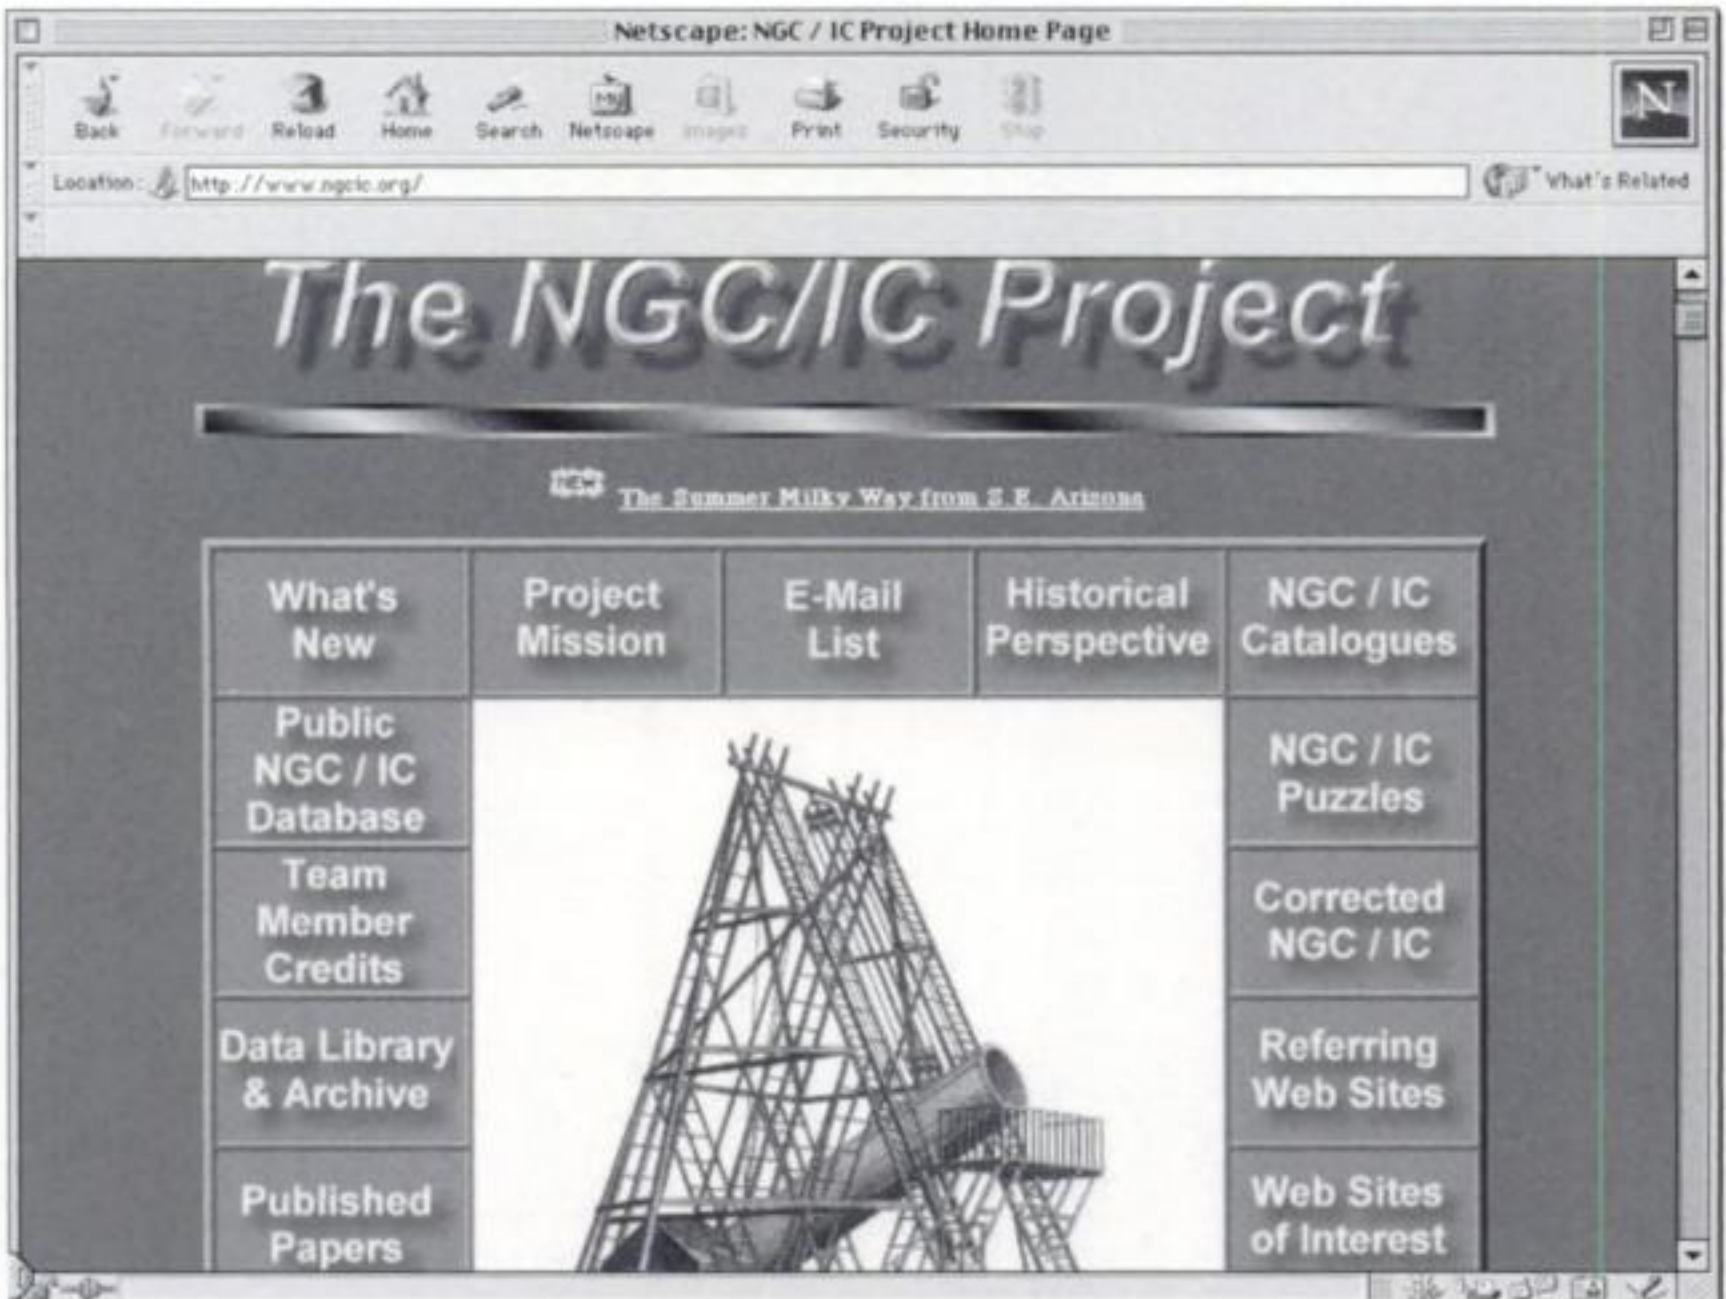 Netscape: NGC / IC Project Home Page
Back Forward Reload Home Search Netscape Images Print Security Stop
My
N
Location: http://www.ngcic.org/ What's Related
The NGC/IC Project
NEW The Summer Milky Way from S.E. Arizona
What's
New
Project
Mission
E-Mail
List
Historical
Perspective
NGC / IC
Catalogues
Public
NGC / IC
Database
NGC / IC
Puzzles
Team
Member
Credits
Corrected
NGC / IC
Data Library
& Archive
Referring
Web Sites
Published
Papers
Web Sites
of Interest